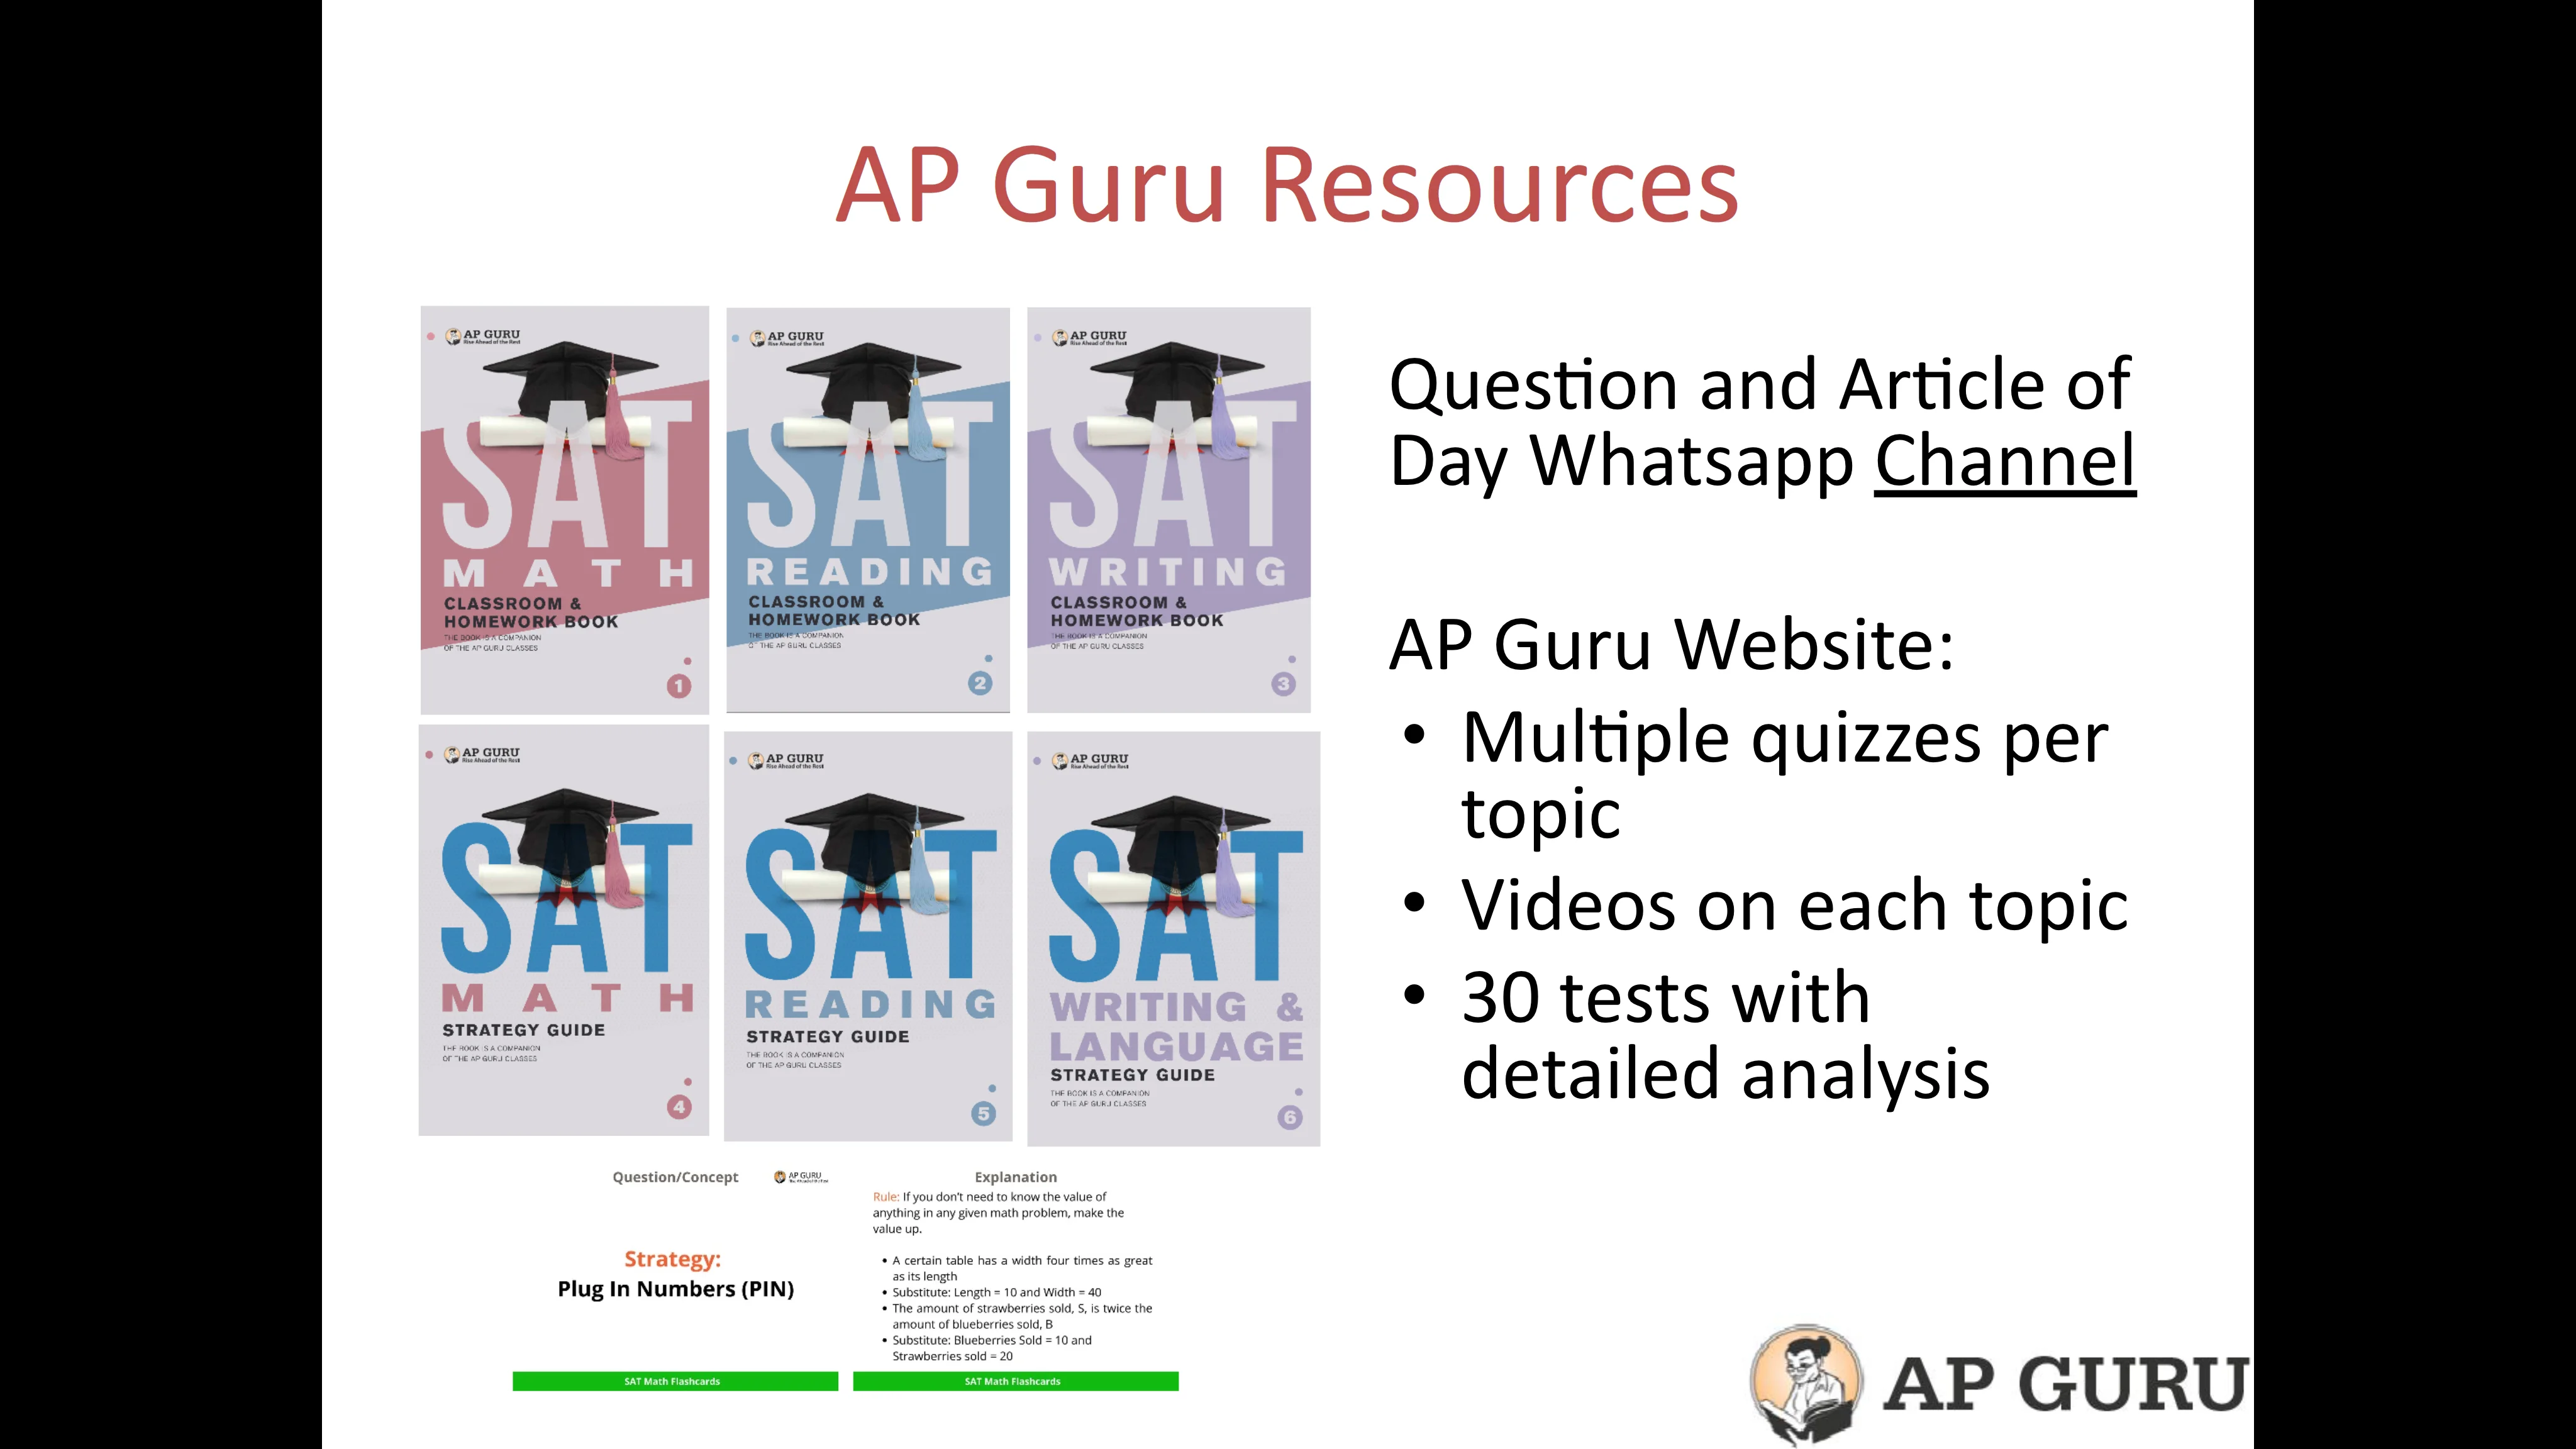 AP Guru Resources
AP GURU
Rise Ahead of the Rest
SAT
MATH
CLASSROOM &
HOMEWORK BOOK
THE BOOK IS A COMPANION
OF THE AP GURU CLASSES
1
AP GURU
Rise Ahead of the Rest
SAT
READING
CLASSROOM &
HOMEWORK BOOK
THE BOOK IS A COMPANION
OF THE AP GURU CLASSES
2
AP GURU
Rise Ahead of the Rest
SAT
WRITING
CLASSROOM &
HOMEWORK BOOK
THE BOOK IS A COMPANION
OF THE AP GURU CLASSES
3
AP GURU
Rise Ahead of the Rest
SAT
MATH
STRATEGY GUIDE
THE BOOK IS A COMPANION
OF THE AP GURU CLASSES
4
AP GURU
Rise Ahead of the Rest
SAT
READING
STRATEGY GUIDE
THE BOOK IS A COMPANION
OF THE AP GURU CLASSES
5
AP GURU
Rise Ahead of the Rest
SAT
WRITING &
LANGUAGE
STRATEGY GUIDE
THE BOOK IS A COMPANION
OF THE AP GURU CLASSES
6
Question/Concept
AP GURU
Strategy:
Plug In Numbers (PIN)
SAT Math Flashcards
Explanation
Rule: If you don't need to know the value of
anything in any given math problem, make the
value up.
• A certain table has a width four times as great
as its length
• Substitute: Length = 10 and Width = 40
• The amount of strawberries sold, S, is twice the
amount of blueberries sold, B
• Substitute: Blueberries Sold = 10 and
Strawberries sold = 20
SAT Math Flashcards
Question and Article of
Day Whatsapp Channel
AP Guru Website:
• Multiple quizzes per
topic
• Videos on each topic
• 30 tests with
detailed analysis
AP GURU